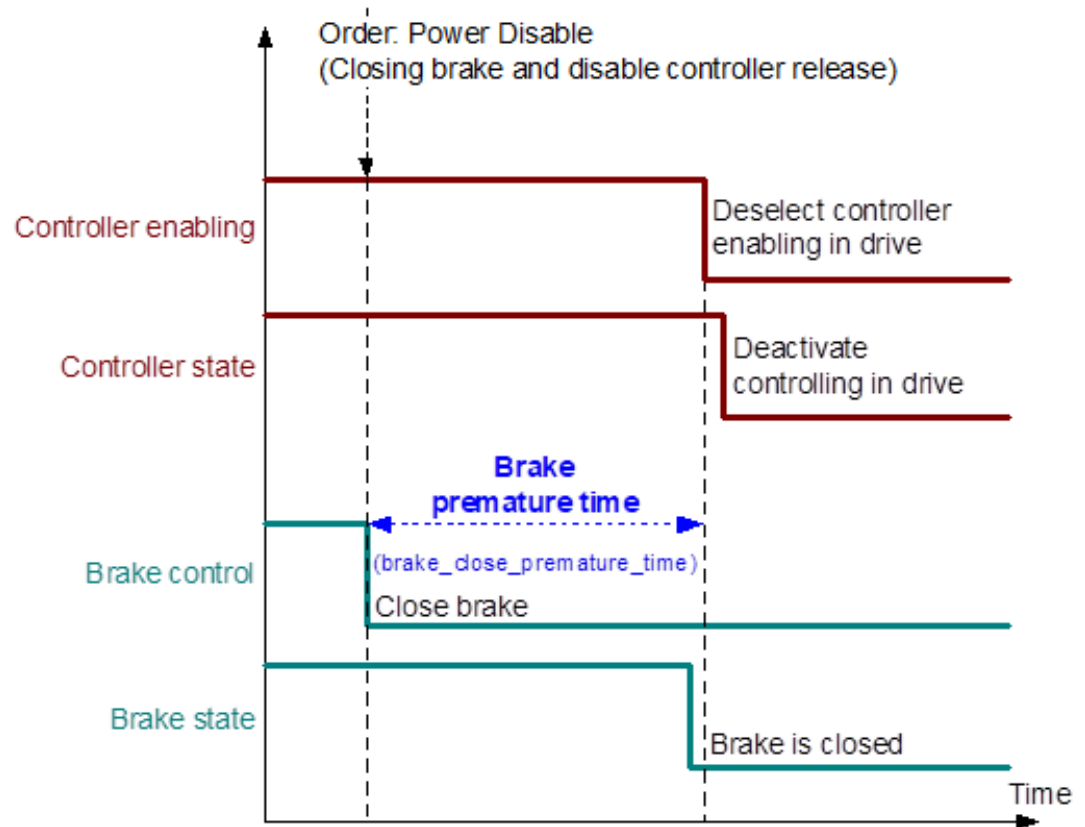 Order: Power Disable
(Closing brake and disable controller release)
Controller enabling
Deselect controller
enabling in drive
Controller state
Deactivate
controlling in drive
Brake
premature time
(brake_close_premature_time)
Brake control
Close brake
Brake state
Brake is closed
Time